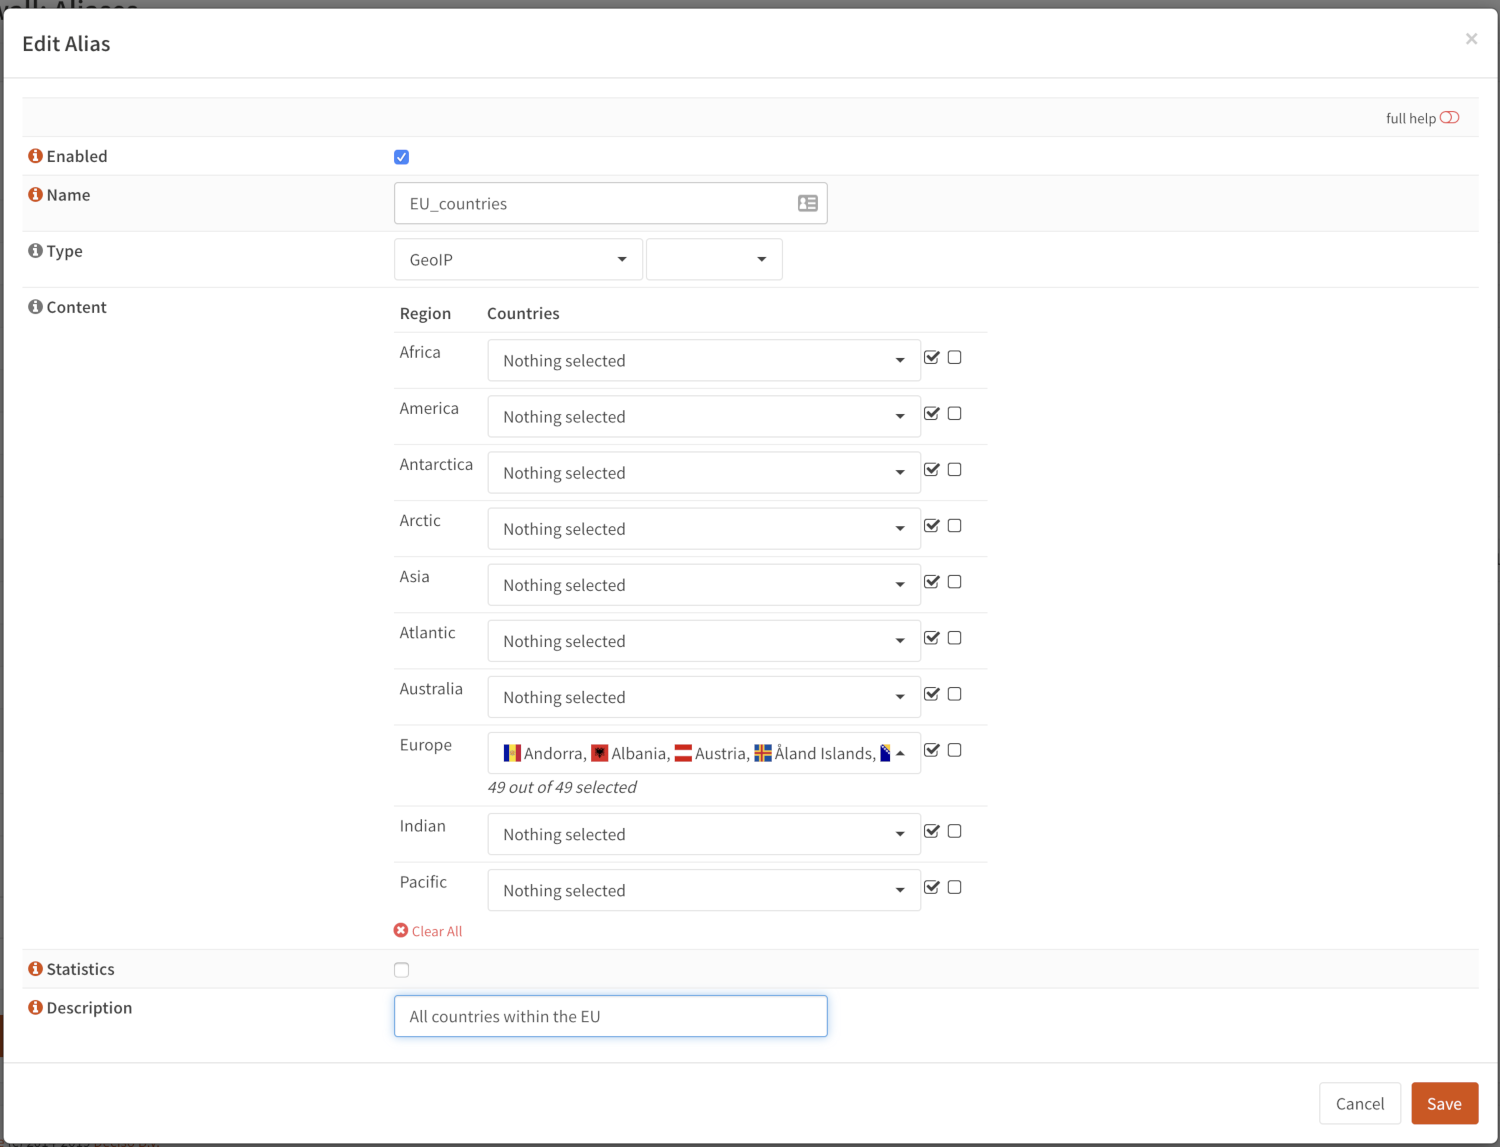 Edit Alias
×
full help
Enabled
Name
EU_countries
Type
GeoIP
Content
Region Countries
Africa Nothing selected
America Nothing selected
Antarctica Nothing selected
Arctic Nothing selected
Asia Nothing selected
Atlantic Nothing selected
Australia Nothing selected
Europe Andorra, Albania, Austria, Åland Islands,
49 out of 49 selected
Indian Nothing selected
Pacific Nothing selected
Clear All
Statistics
Description
All countries within the EU
Cancel Save